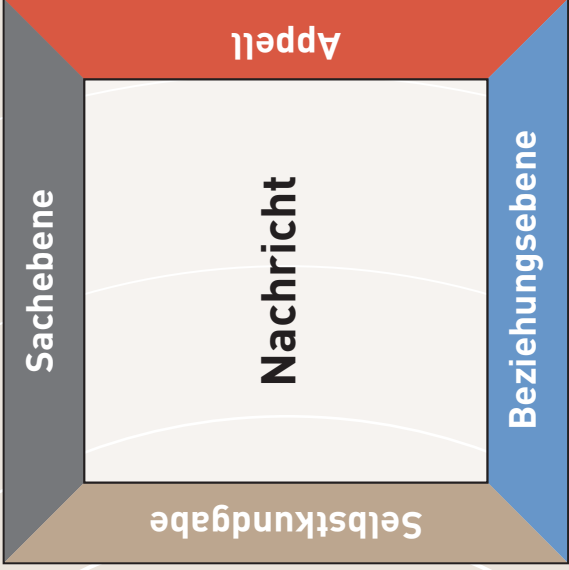 Appell
Sachebene
Nachricht
Beziehungsebene
Selbstkundgabe